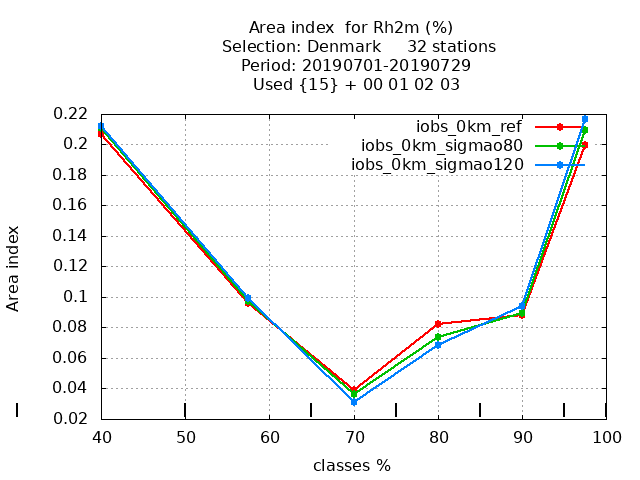 Area index  for Rh2m (%)
Selection: Denmark     32 stations
Period: 20190701-20190729
Used {15} + 00 01 02 03
iobs_0km_ref
iobs_0km_sigmao80
iobs_0km_sigmao120
0.22
0.2
0.18
0.16
0.14
0.12
0.1
0.08
0.06
0.04
0.02
Area index
40 50 60 70 80 90 100
classes %